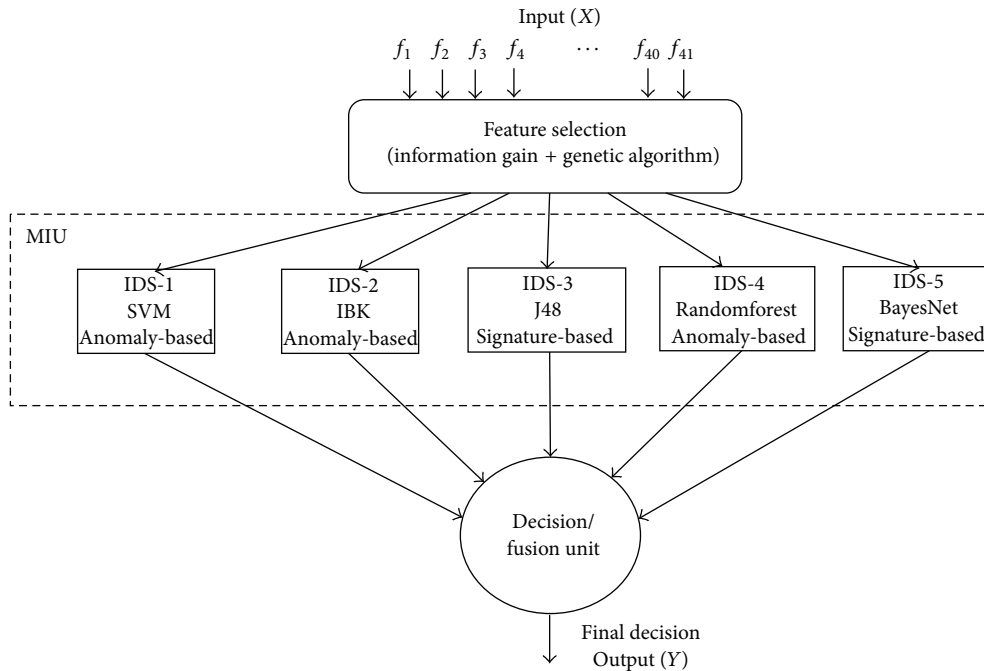 Input (X)
f1 f2 f3 f4 ... f40 f41
Feature selection
(information gain + genetic algorithm)
MIU
IDS-1
SVM
Anomaly-based
IDS-2
IBK
Anomaly-based
IDS-3
J48
Signature-based
IDS-4
Randomforest
Anomaly-based
IDS-5
BayesNet
Signature-based
Decision/
fusion unit
Final decision
Output (Y)